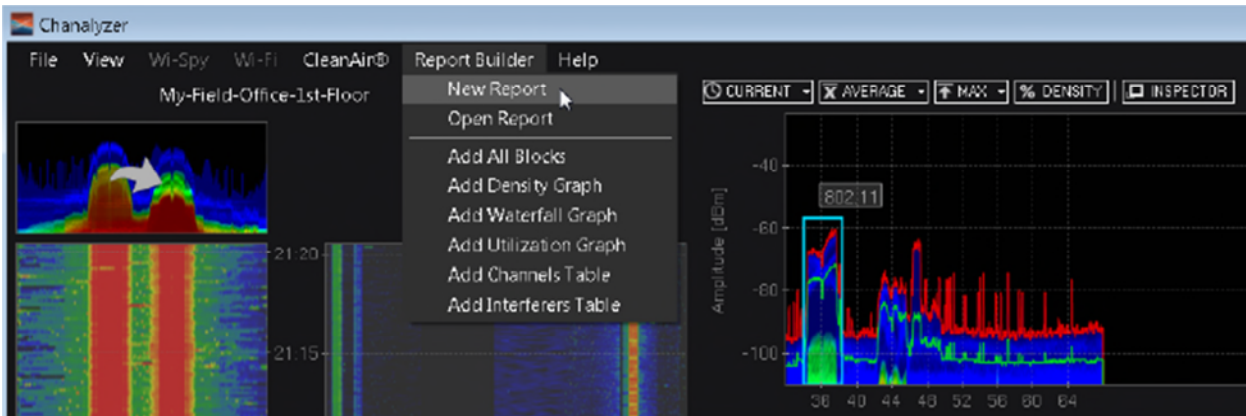 Chanalyzer
File View Wi-Spy Wi-Fi CleanAir® Report Builder Help
My-Field-Office-1st-Floor
New Report
Open Report
Add All Blocks
Add Density Graph
Add Waterfall Graph
Add Utilization Graph
Add Channels Table
Add Interferers Table
CURRENT AVERAGE MAX % DENSITY INSPECTOR
21:20
21:15
Amplitude [dBm]
-40
-60
-80
-100
802.11
36 40 44 48 52 56 60 64